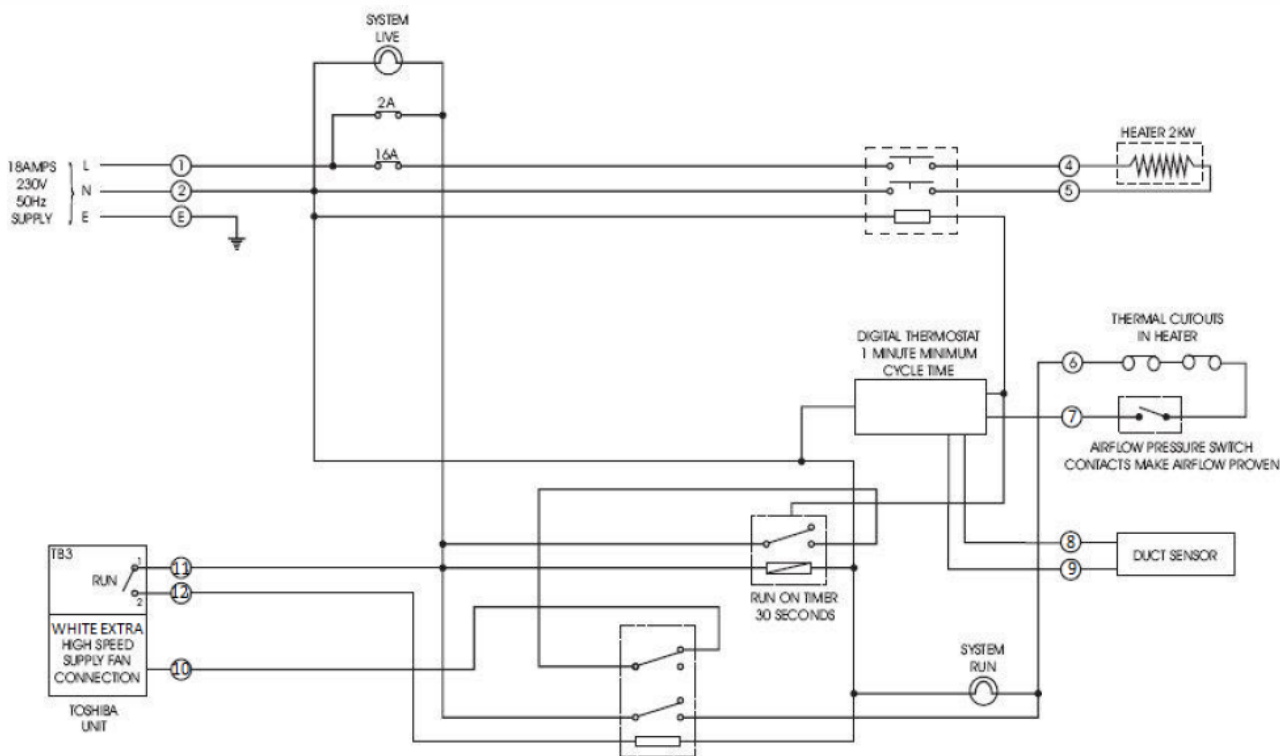 SYSTEM
LIVE
2A
16A
18AMPS
230V
50Hz
SUPPLY
L
N
E
1
2
E
4
5
HEATER 2KW
DIGITAL THERMOSTAT
1 MINUTE MINIMUM
CYCLE TIME
THERMAL CUTOUTS
IN HEATER
6
7
AIRFLOW PRESSURE SWITCH
CONTACTS MAKE AIRFLOW PROVEN
8
9
DUCT SENSOR
RUN ON TIMER
30 SECONDS
TB3
RUN
1
2
11
12
WHITE EXTRA
HIGH SPEED
SUPPLY FAN
CONNECTION
10
TOSHIBA
UNIT
SYSTEM
RUN